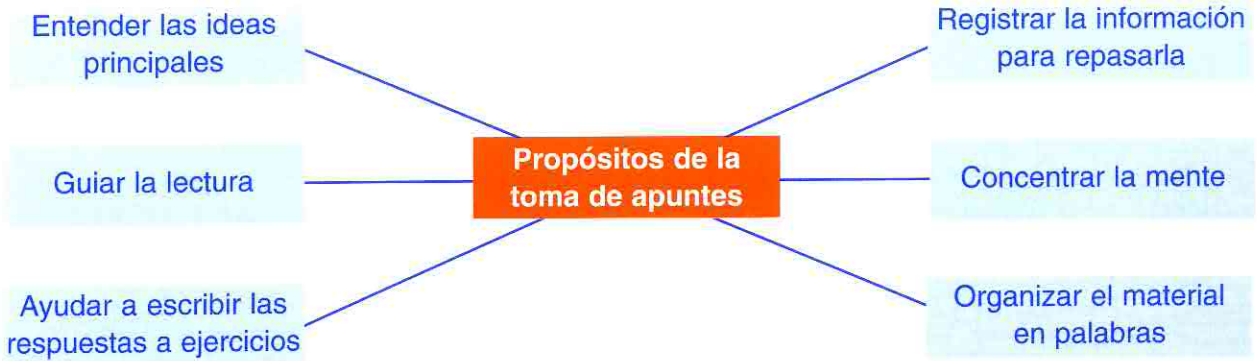 Entender las ideas
principales
Registrar la información
para repasarla
Guiar la lectura
Propósitos de la
toma de apuntes
Concentrar la mente
Ayudar a escribir las
respuestas a ejercicios
Organizar el material
en palabras